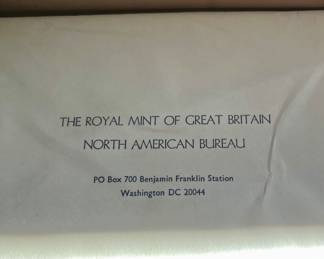 THE ROYAL MINT OF GREAT BRITAIN
NORTH AMERICAN BUREAU
PO Box 700 Benjamin Franklin Station
Washington DC 20044